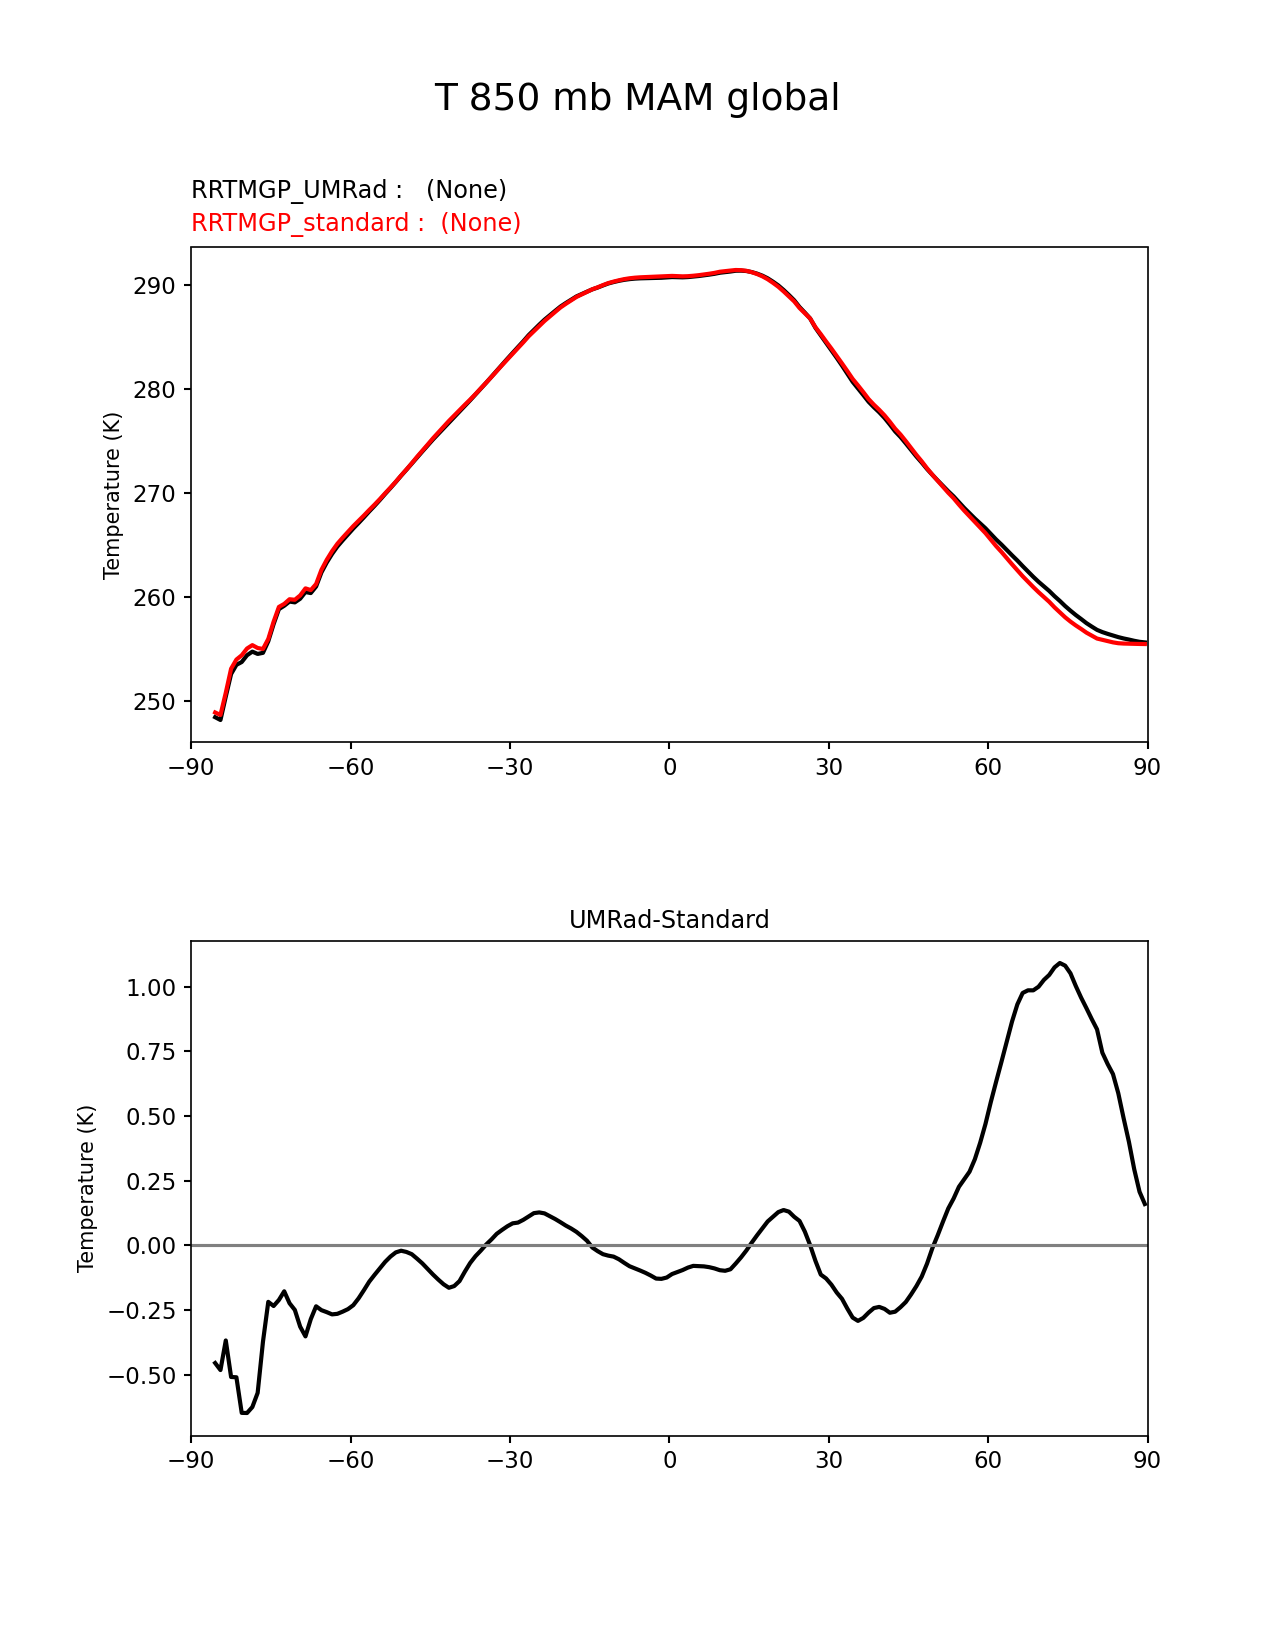 T 850 mb MAM global
RRTMGP_UMRad :   (None)
RRTMGP_standard :  (None)
290
280
270
260
250
Temperature (K)
−90 −60 −30 0 30 60 90
UMRad-Standard
1.00
0.75
0.50
0.25
0.00
−0.25
−0.50
Temperature (K)
−90 −60 −30 0 30 60 90